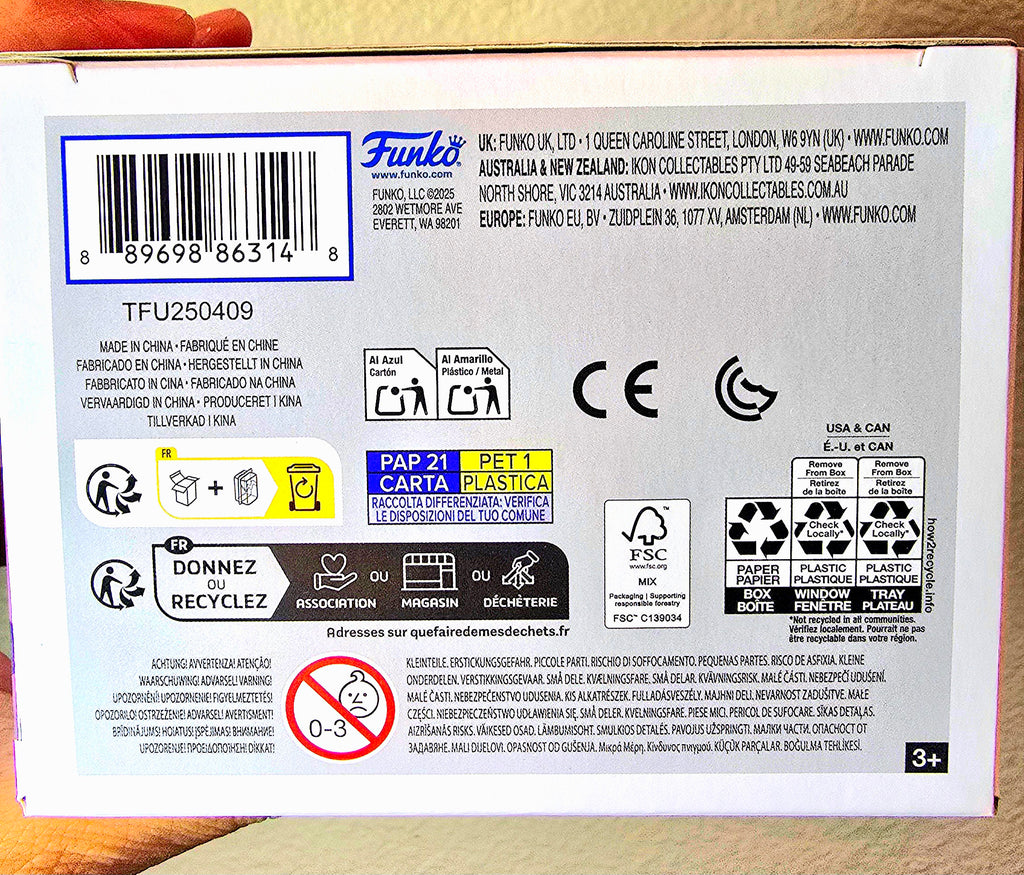 8 89698 86314 8
TFU250409
Funko
www.funko.com
FUNKO, LLC ©2025
2802 WETMORE AVE
EVERETT, WA 98201
UK: FUNKO UK, LTD • 1 QUEEN CAROLINE STREET, LONDON, W6 9YN (UK) • WWW.FUNKO.COM
AUSTRALIA & NEW ZEALAND: IKON COLLECTABLES PTY LTD 49-59 SEABEACH PARADE
NORTH SHORE, VIC 3214 AUSTRALIA • WWW.IKONCOLLECTABLES.COM.AU
EUROPE: FUNKO EU, BV • ZUIDPLEIN 36, 1077 XV, AMSTERDAM (NL) • WWW.FUNKO.COM
MADE IN CHINA • FABRIQUÉ EN CHINE
FABRICADO EN CHINA • HERGESTELLT IN CHINA
FABBRICATO IN CINA • FABRICADO NA CHINA
VERVAARDIGD IN CHINA • PRODUCERET I KINA
TILLVERKAD I KINA
Al Azul
Cartón
Al Amarillo
Plástico / Metal
CE
FR
PAP 21
CARTA
PET 1
PLASTICA
RACCOLTA DIFFERENZIATA: VERIFICA
LE DISPOSIZIONI DEL TUO COMUNE
FR
DONNEZ
OU
RECYCLEZ
ASSOCIATION
OU
MAGASIN
OU
DÉCHÈTERIE
Adresses sur quefairedemesdechets.fr
FSC
www.fsc.org
MIX
Packaging | Supporting
responsible forestry
FSC™ C139034
USA & CAN
É.-U. et CAN
Remove
From Box
Retirez
de la boîte
Remove
From Box
Retirez
de la boîte
Check
Locally*
Check
Locally*
PAPER
PAPIER
BOX
BOÎTE
PLASTIC
PLASTIQUE
WINDOW
FENÊTRE
PLASTIC
PLASTIQUE
TRAY
PLATEAU
how2recycle.info
*Not recycled in all communities.
Vérifiez localement. Pourrait ne pas
être recyclable dans votre région.
ACHTUNG! AVVERTENZA! ATENÇÃO!
WAARSCHUWING! ADVARSEL! VARNING!
UPOZORNĚNÍ! UPOZORNENIE! FIGYELMEZTETÉS!
OPOZORILO! OSTRZEŻENIE! ADVARSEL! AVERTISMENT!
BRĪDINĀJUMS! HOIATUS! ĮSPĖJIMAS! ВНИМАНИЕ!
UPOZORENJE! ΠΡΟΕΙΔΟΠΟΙΗΣΗ! DİKKAT!
0-3
KLEINTEILE. ERSTICKUNGSGEFAHR. PICCOLE PARTI. RISCHIO DI SOFFOCAMENTO. PEQUENAS PARTES. RISCO DE ASFIXIA. KLEINE
ONDERDELEN. VERSTIKKINGSGEVAAR. SMÅ DELE. KVÆLNINGSFARE. SMÅ DELAR. KVÄVNINGSRISK. MALÉ ČÁSTI. NEBEZPEČÍ UDUŠENÍ.
MALÉ ČASTI. NEBEZPEČENSTVO UDUSENIA. KIS ALKATRÉSZEK. FULLADÁSVESZÉLY. MAJHNI DELI. NEVARNOST ZADUŠITVE. MAŁE
CZĘŚCI. NIEBEZPIECZEŃSTWO UDŁAWIENIA SIĘ. SMÅ DELER. KVELNINGSFARE. PIESE MICI. PERICOL DE SUFOCARE. SĪKAS DETAĻAS.
AIZRĪŠANĀS RISKS. VÄIKESED OSAD. LÄMBUMISOHT. SMULKIOS DETALĖS. PAVOJUS UŽSPRINGTI. МАЛКИ ЧАСТИ. ОПАСНОСТ ОТ
ЗАДАВЯНЕ. MALI DIJELOVI. OPASNOST OD GUŠENJA. Μικρά Μέρη. Κίνδυνος πνιγμού. KÜÇÜK PARÇALAR. BOĞULMA TEHLİKESİ.
3+